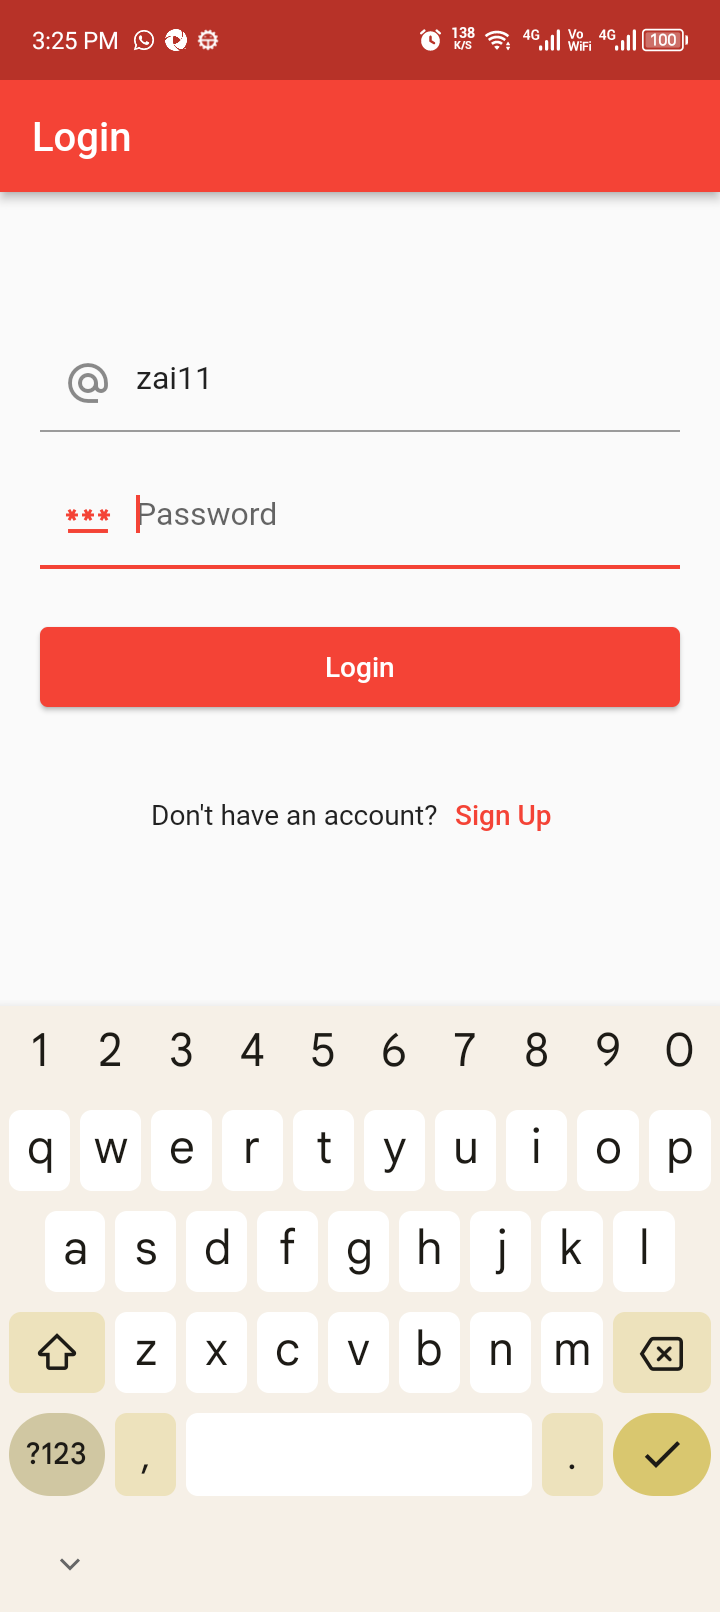 3:25 PM 138 K/S 4G Vo WiFi 4G 100
Login
zai11
Password
Login
Don't have an account? Sign Up
1 2 3 4 5 6 7 8 9 0
q w e r t y u i o p
a s d f g h j k l
z x c v b n m
?123 , .